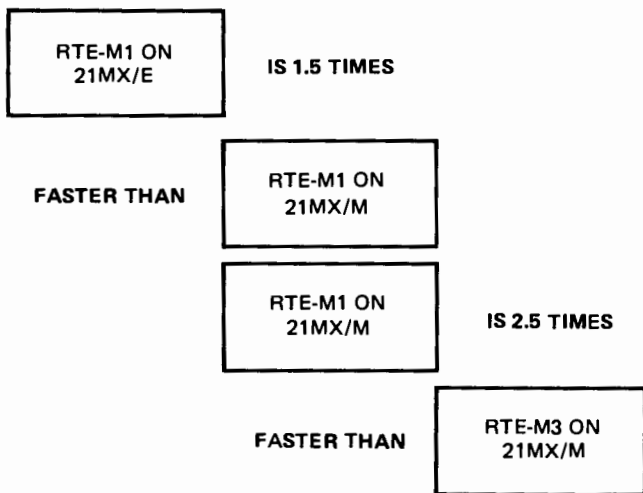 RTE-M1 ON
21MX/E
IS 1.5 TIMES
FASTER THAN
RTE-M1 ON
21MX/M
RTE-M1 ON
21MX/M
IS 2.5 TIMES
FASTER THAN
RTE-M3 ON
21MX/M